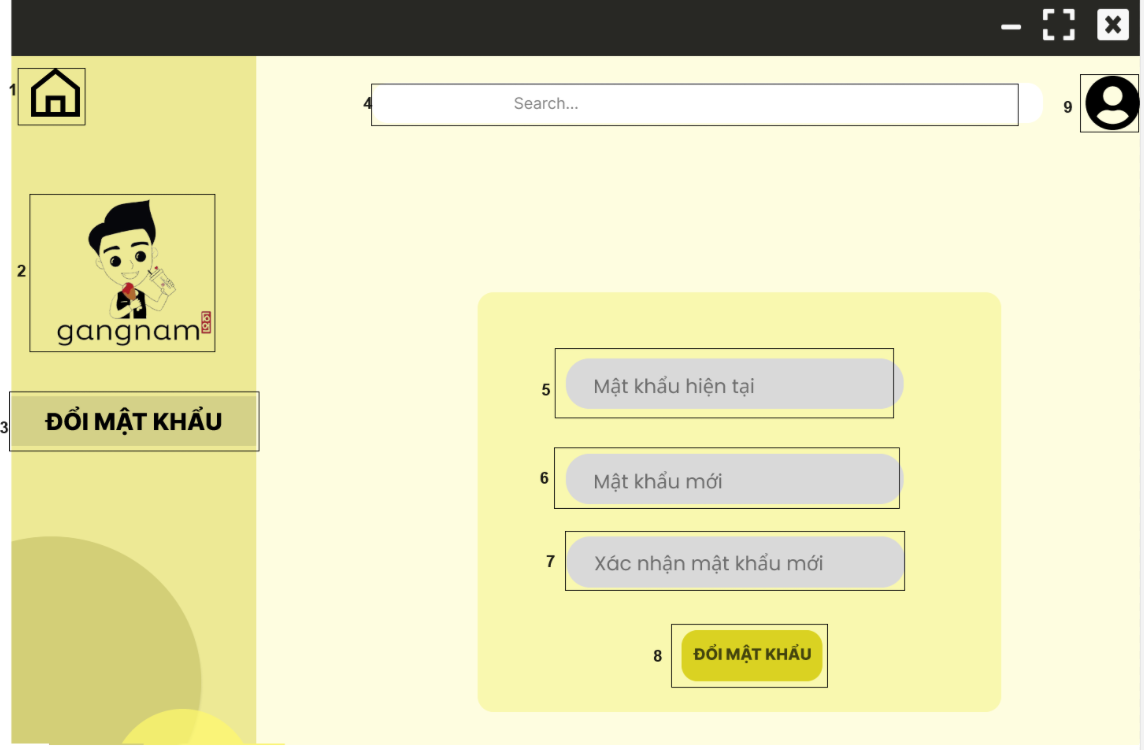 1
4
Search...
9
2
gangnam
3
ĐỔI MẬT KHẨU
5
Mật khẩu hiện tại
6
Mật khẩu mới
7
Xác nhận mật khẩu mới
8
ĐỔI MẬT KHẨU